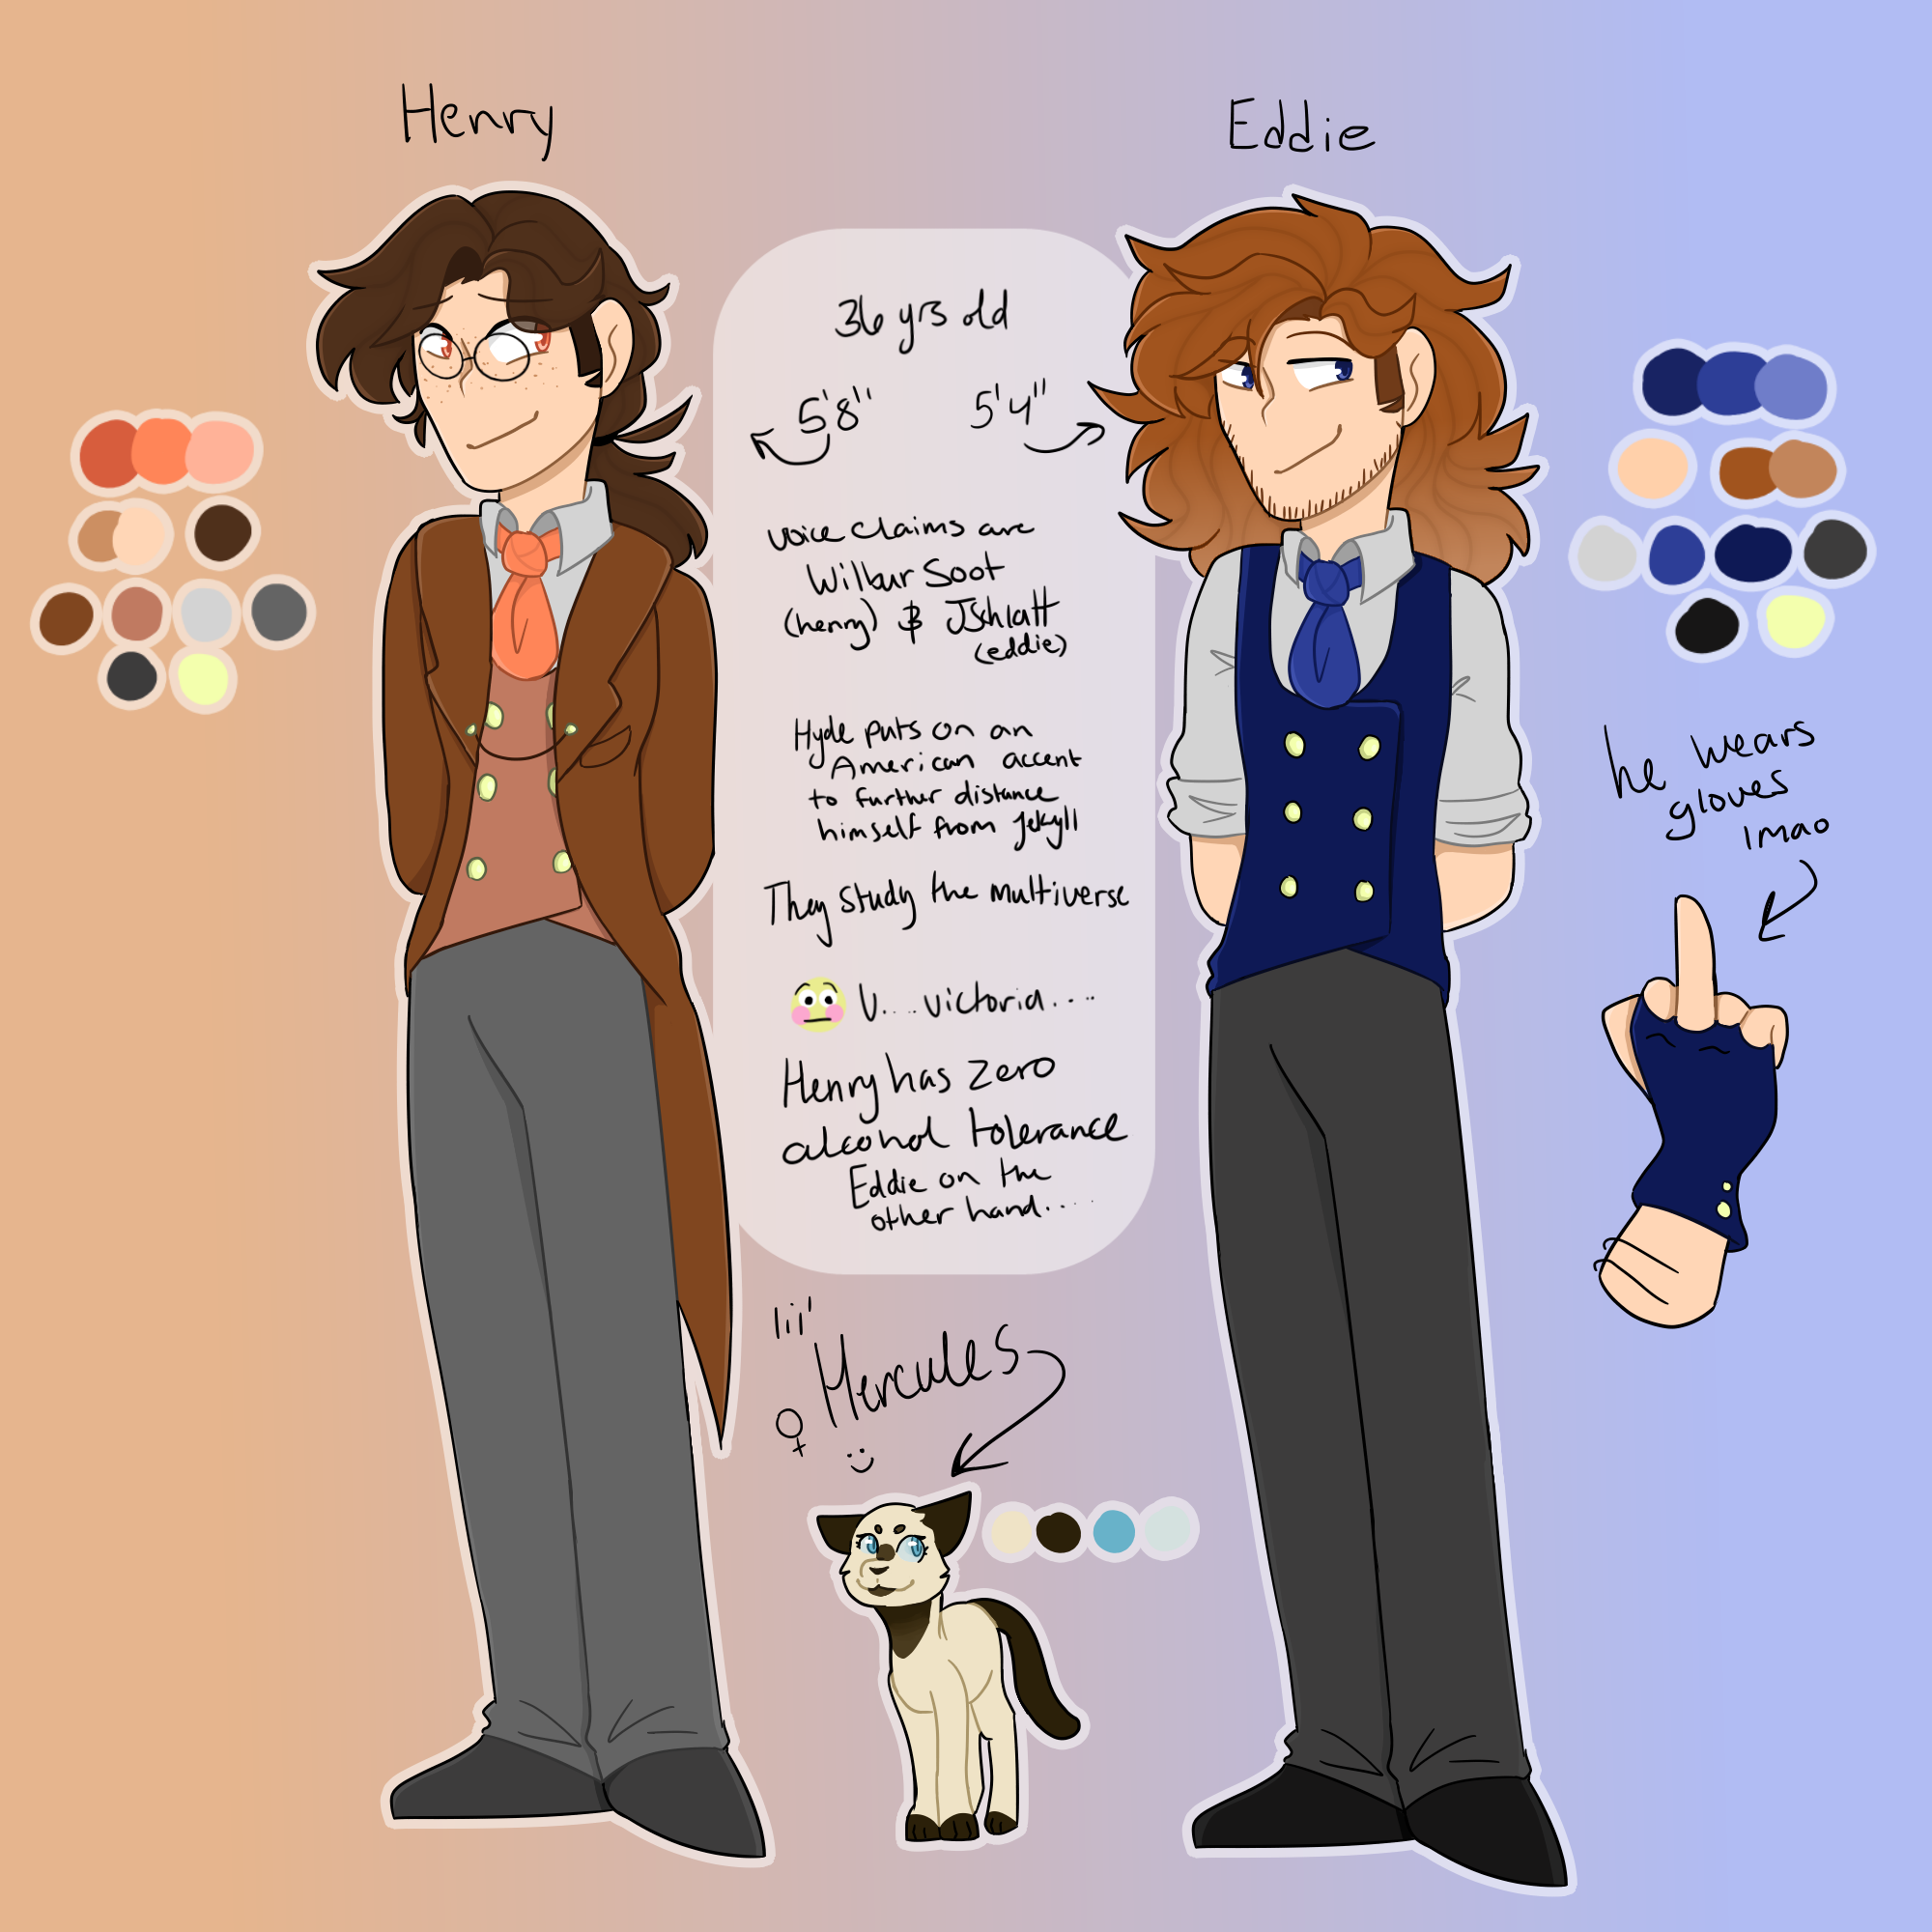 Henry
Eddie
36 yrs old
5'8"
5'4"
voice claims are
Wilbur Soot
(henry) & JSchlatt
(eddie)
Hyde puts on an
American accent
to further distance
himself from Jekyll
They study the multiverse
V.... victoria....
Henry has zero
alcohol tolerance
Eddie on the
other hand.....
he wears
gloves
lmao
lil'
Hercules
♀
:)